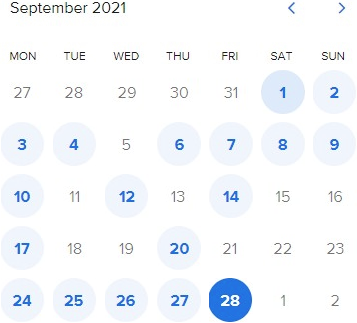 September 2021
MON TUE WED THU FRI SAT SUN
27 28 29 30 31 1 2
3 4 5 6 7 8 9
10 11 12 13 14 15 16
17 18 19 20 21 22 23
24 25 26 27 28 1 2